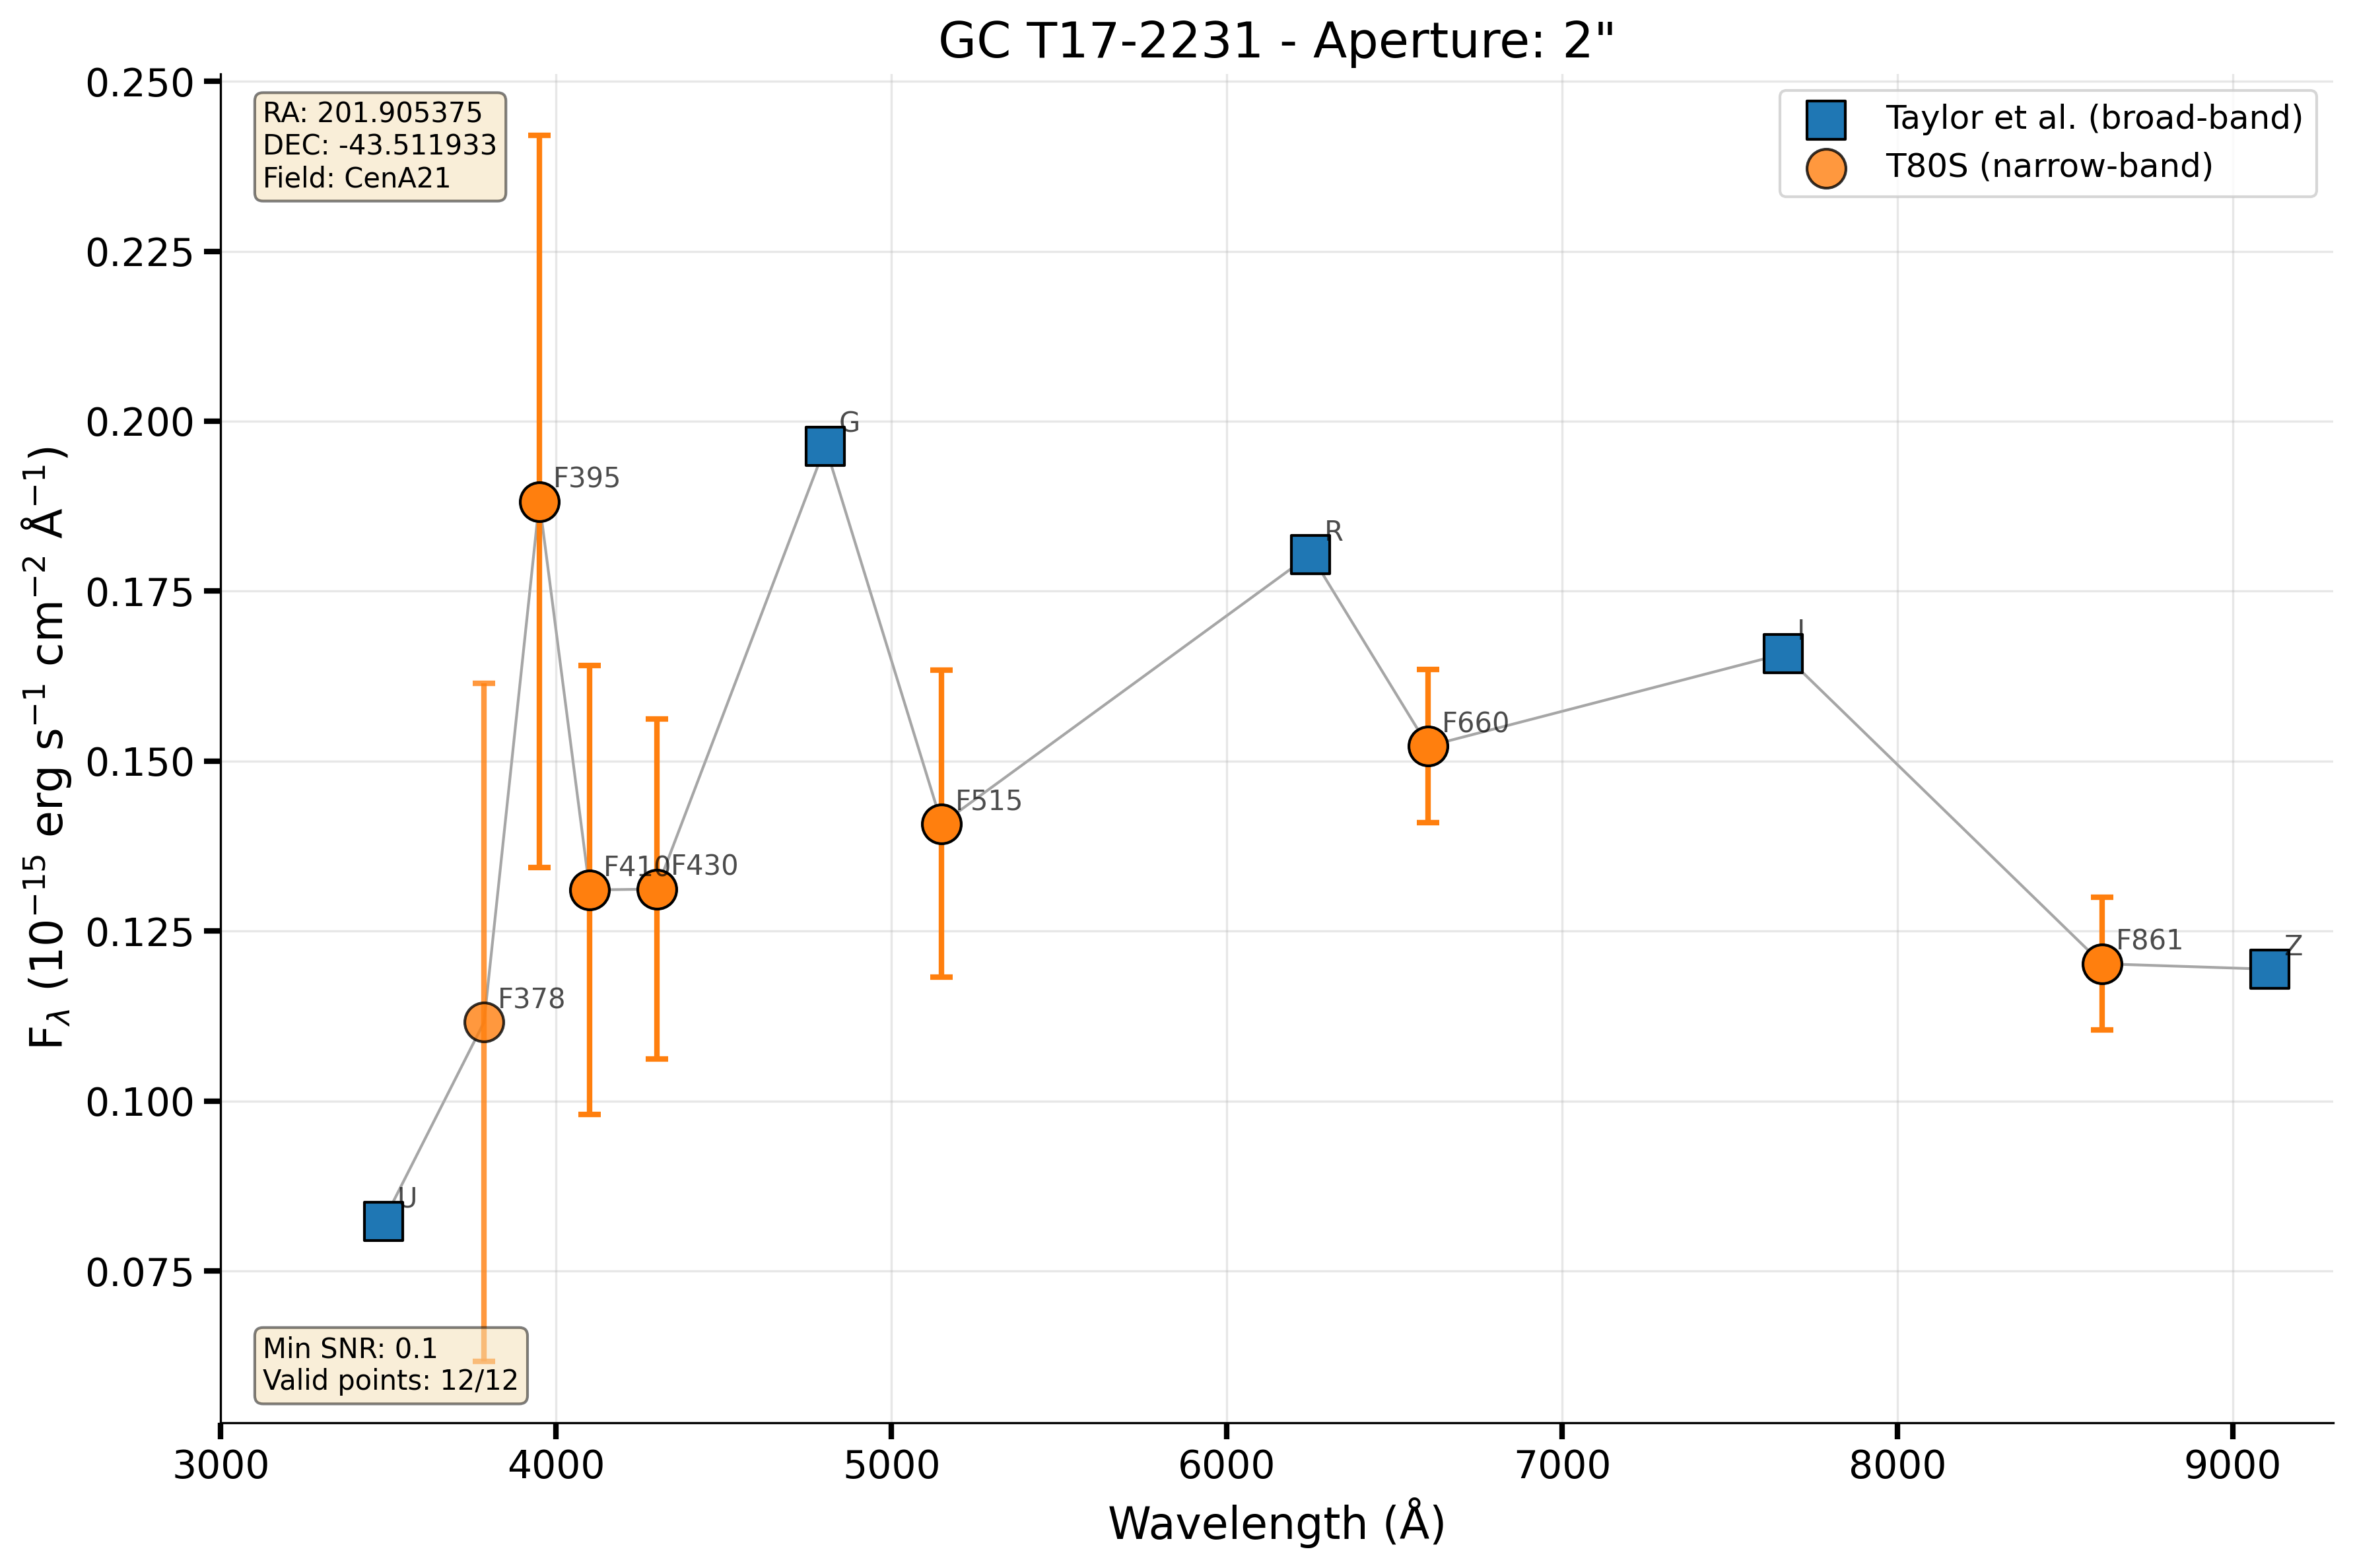 GC T17-2231 - Aperture: 2"
RA: 201.905375
DEC: -43.511933
Field: CenA21
Taylor et al. (broad-band)
T80S (narrow-band)
0.250
0.225
0.200
0.175
0.150
0.125
0.100
0.075
F_λ (10⁻¹⁵ erg s⁻¹ cm⁻² Å⁻¹)
U
F378
F395
F410
F430
G
F515
R
F660
I
F861
Z
Min SNR: 0.1
Valid points: 12/12
3000 4000 5000 6000 7000 8000 9000
Wavelength (Å)